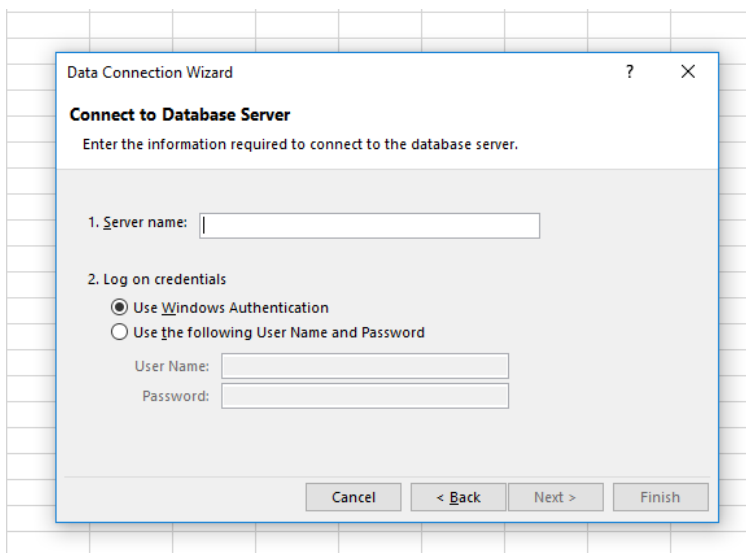 Data Connection Wizard ?
Connect to Database Server
Enter the information required to connect to the database server.
1. Server name:
2. Log on credentials
Use Windows Authentication
Use the following User Name and Password
User Name:
Password:
Cancel < Back Next > Finish